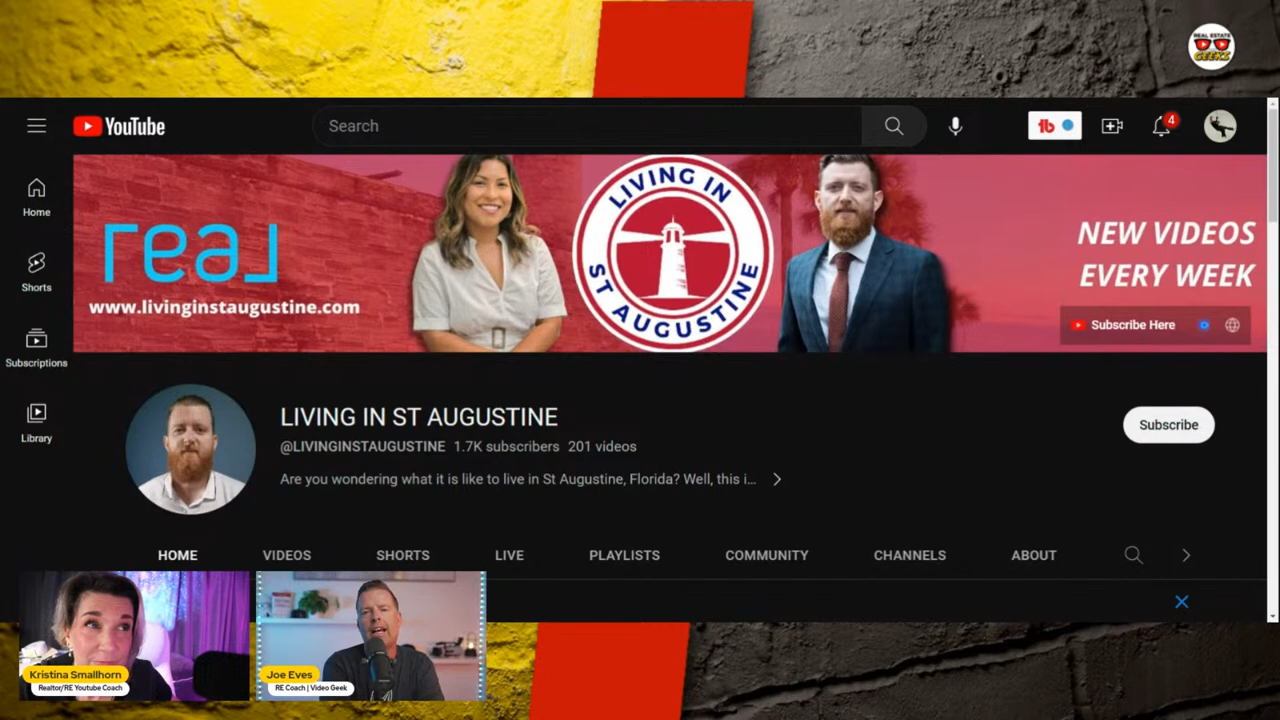 REAL ESTATE
GEEKS
YouTube
Search
4
Home
Shorts
Subscriptions
Library
real
www.livinginstaugustine.com
LIVING IN
ST AUGUSTINE
NEW VIDEOS
EVERY WEEK
Subscribe Here
LIVING IN ST AUGUSTINE
@LIVINGINSTAUGUSTINE 1.7K subscribers 201 videos
Are you wondering what it is like to live in St Augustine, Florida? Well, this i...
Subscribe
HOME VIDEOS SHORTS LIVE PLAYLISTS COMMUNITY CHANNELS ABOUT
Kristina Smallhorn
Realtor/RE Youtube Coach
Joe Eves
RE Coach | Video Geek